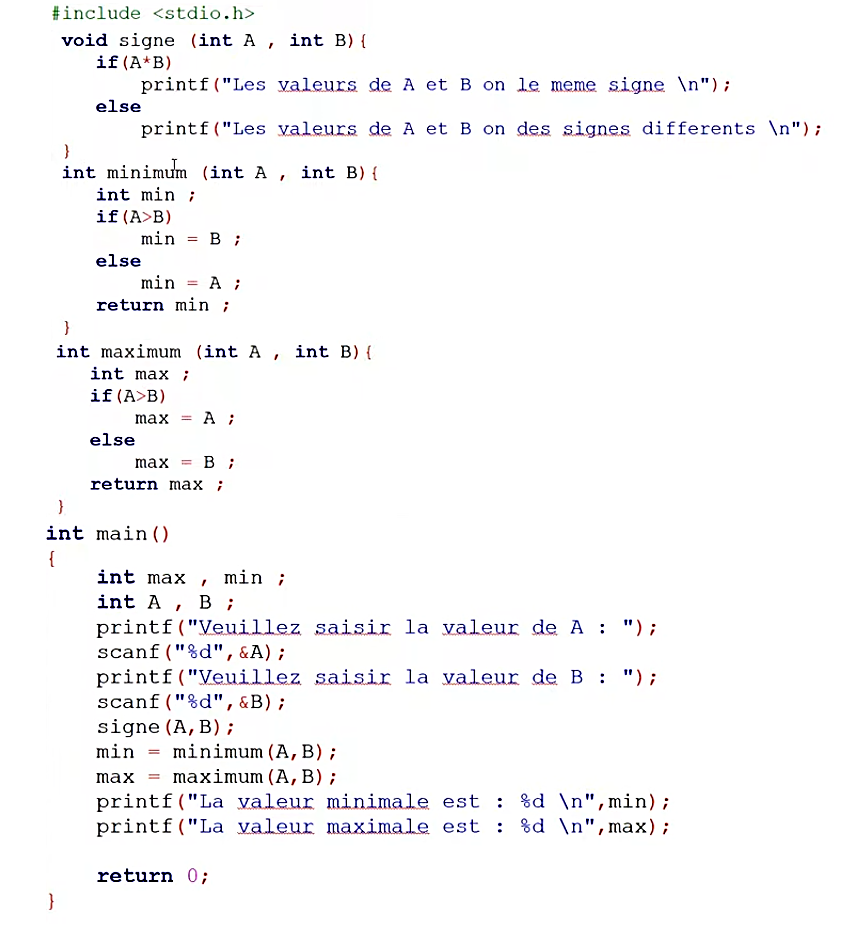 #include <stdio.h>
void signe (int A , int B){
if(A*B)
printf("Les valeurs de A et B on le meme signe \n");
else
printf("Les valeurs de A et B on des signes differents \n");
}
int minimum (int A , int B){
int min ;
if(A>B)
min = B ;
else
min = A ;
return min ;
}
int maximum (int A , int B){
int max ;
if(A>B)
max = A ;
else
max = B ;
return max ;
}
int main()
{
int max , min ;
int A , B ;
printf("Veuillez saisir la valeur de A : ");
scanf("%d",&A);
printf("Veuillez saisir la valeur de B : ");
scanf("%d",&B);
signe(A,B);
min = minimum(A,B);
max = maximum(A,B);
printf("La valeur minimale est : %d \n",min);
printf("La valeur maximale est : %d \n",max);
return 0;
}